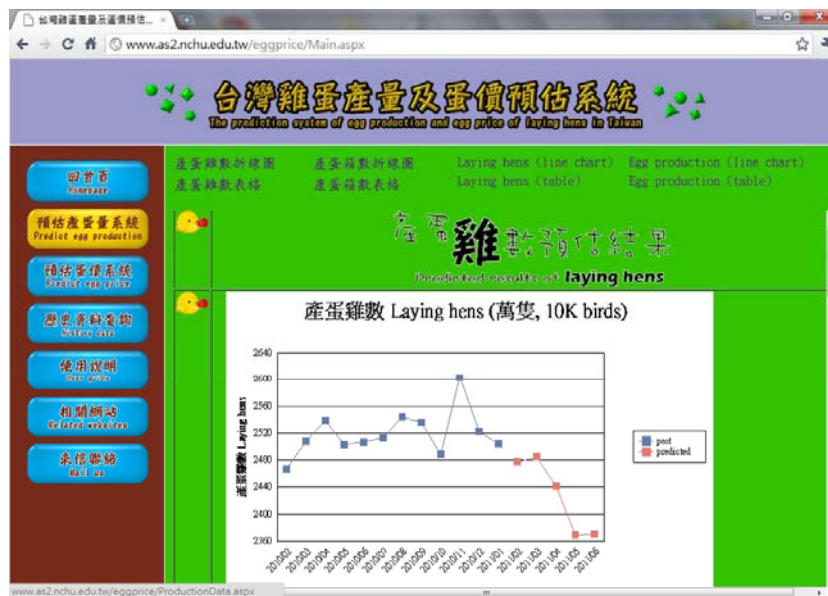 台灣雞蛋產量及蛋價預估...
www.as2.nchu.edu.tw/eggprice/Main.aspx
台灣雞蛋產量及蛋價預估系統
The prediction system of egg production and egg price of laying hens in Taiwan
回首頁
Homepage
預估產蛋量系統
Predict egg production
預估蛋價系統
Predict egg price
歷史資料查詢
History data
使用說明
User guide
相關網站
Related websites
來信聯絡
Mail us
產蛋雞數折線圖 產蛋箱數折線圖 Laying hens (line chart) Egg production (line chart)
產蛋雞數表格 產蛋箱數表格 Laying hens (table) Egg production (table)
產蛋雞數預估結果
Predicted results of laying hens
產蛋雞數 Laying hens (萬隻, 10K birds)
產蛋雞數 Laying hens
2640
2600
2560
2520
2480
2440
2400
2360
2010/02 2010/03 2010/04 2010/05 2010/06 2010/07 2010/08 2010/09 2010/10 2010/11 2010/12 2011/01 2011/02 2011/03 2011/04 2011/05 2011/06
past
predicted
www.as2.nchu.edu.tw/eggprice/ProductionData.aspx